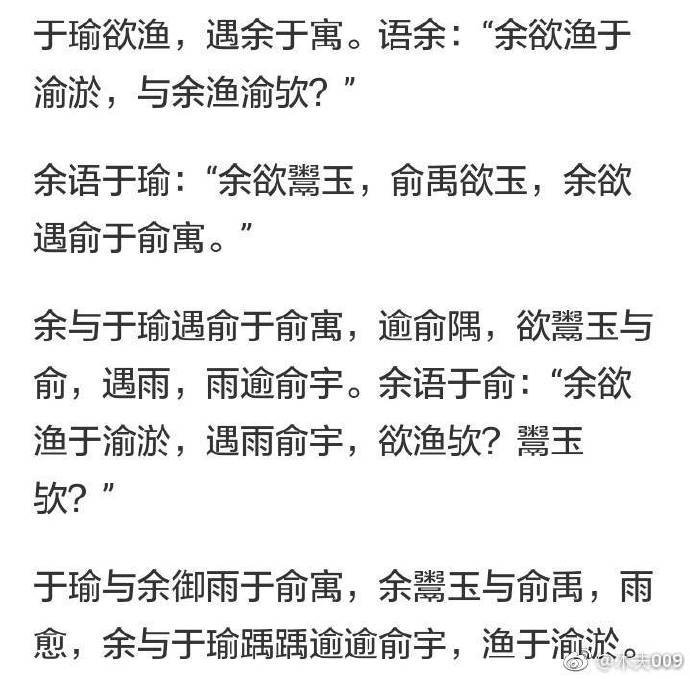 于瑜欲渔，遇余于寓。语余：“余欲渔于
渝淤，与余渔渝欤？”
余语于瑜：“余欲鬻玉，俞禹欲玉，余欲
遇俞于俞寓。”
余与于瑜遇俞于俞寓，逾俞隅，欲鬻玉与
俞，遇雨，雨逾俞宇。余语于俞：“余欲
渔于渝淤，遇雨俞宇，欲渔欤？鬻玉
欤？”
于瑜与余御雨于俞寓，余鬻玉与俞禹，雨
愈，余与于瑜踽踽逾逾俞宇，渔于渝淤。
@木夫009